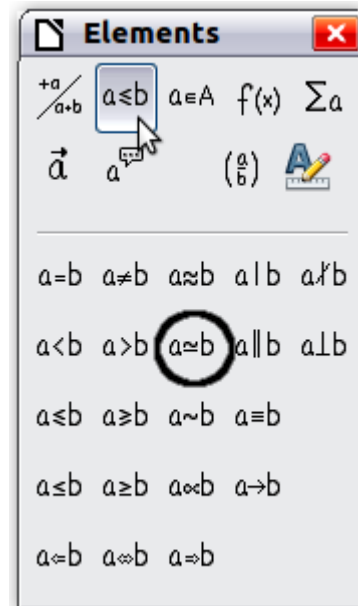 Elements
+a/a+b a≤b a∈A f(x) Σa
a⃗ a (a/b) A
a=b a≠b a≈b a|b a∤b
a<b a>b a≃b a∥b a⊥b
a⩽b a⩾b a~b a≡b
a≤b a≥b a∝b a→b
a⇐b a⇔b a⇒b